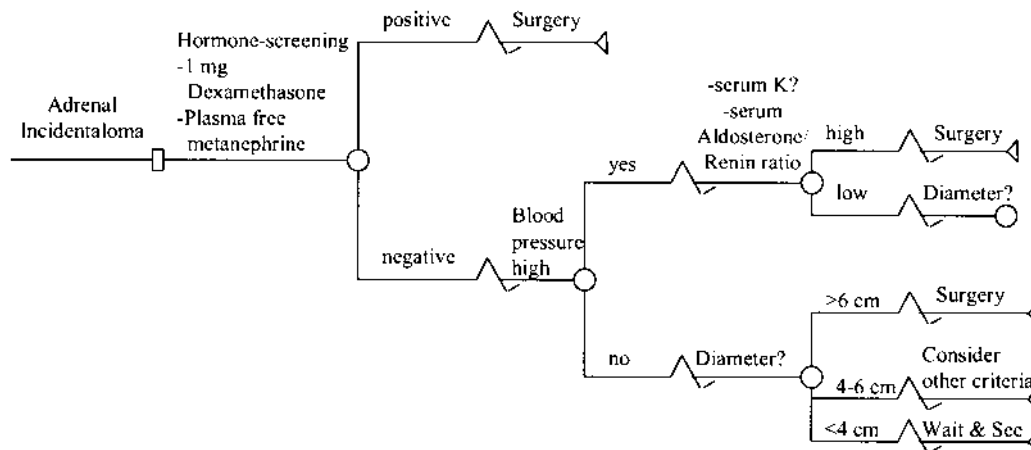 Adrenal
Incidentaloma
Hormone-screening
-1 mg
Dexamethasone
-Plasma free
metanephrine
positive
Surgery
negative
Blood
pressure
high
yes
-serum K?
-serum
Aldosterone/
Renin ratio
high
Surgery
low
Diameter?
no
Diameter?
>6 cm
Surgery
4-6 cm
Consider
other criteria
<4 cm
Wait & See